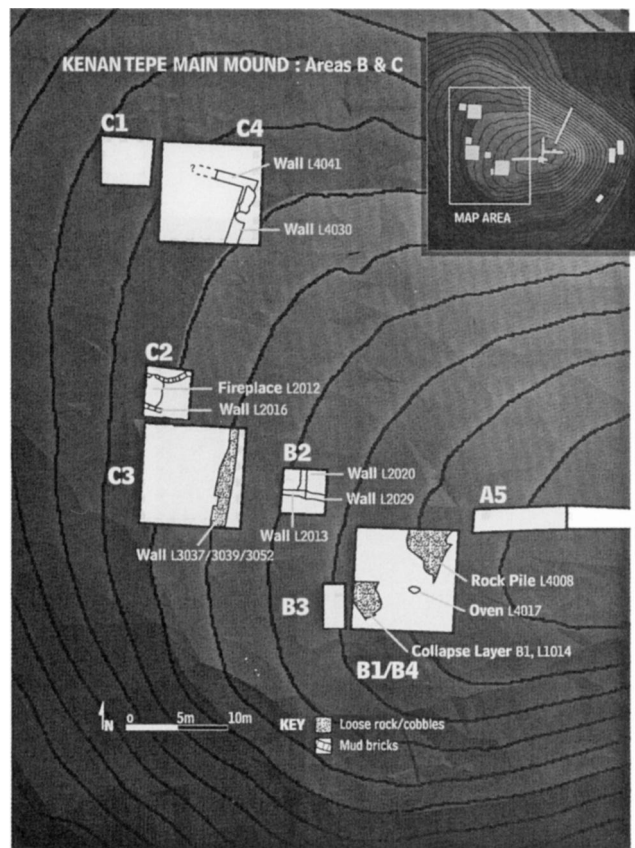 KENAN TEPE MAIN MOUND : Areas B & C
MAP AREA
C1
C4
?
Wall L4041
Wall L4030
C2
Fireplace L2012
Wall L2016
C3
Wall L3037/3039/3052
B2
Wall L2020
Wall L2029
Wall L2013
A5
Rock Pile L4008
Oven L4017
B3
Collapse Layer B1, L1014
B1/B4
N
0 5m 10m
KEY Loose rock/cobbles
Mud bricks